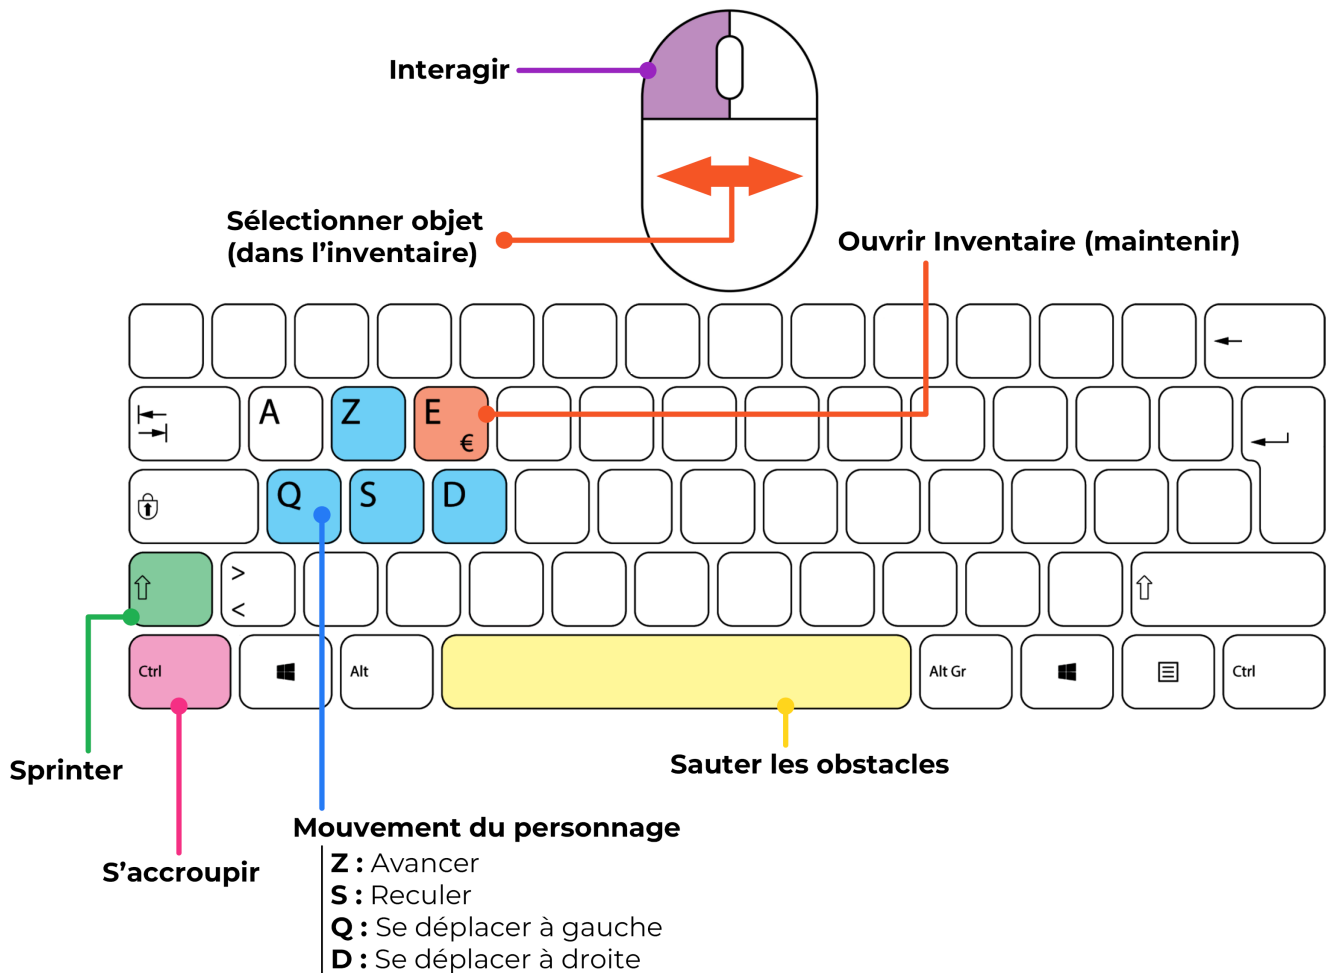 Interagir
Sélectionner objet
(dans l’inventaire)
Ouvrir Inventaire (maintenir)
A
Z
E
€
Q
S
D
>
<
Ctrl
Alt
Alt Gr
Ctrl
Sprinter
Sauter les obstacles
S’accroupir
Mouvement du personnage
Z : Avancer
S : Reculer
Q : Se déplacer à gauche
D : Se déplacer à droite